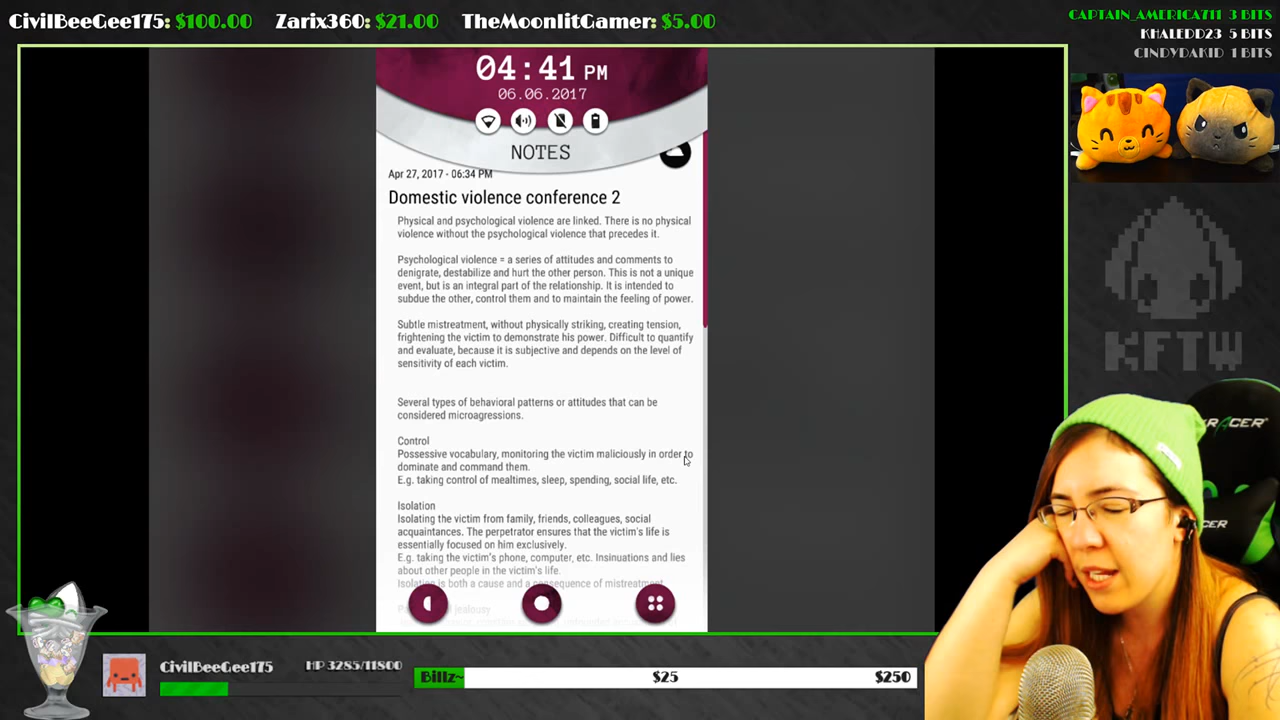 CivilBeeGee175: $100.00 Zarix360: $21.00 TheMoonlitGamer: $5.00
CAPTAIN_AMERICA711 3 BITS
KHALEDD23 5 BITS
CINDYDAKID 1 BITS
04:41 PM
06.06.2017
NOTES
Apr 27, 2017 - 06:34 PM
Domestic violence conference 2
Physical and psychological violence are linked. There is no physical
violence without the psychological violence that precedes it.
Psychological violence = a series of attitudes and comments to
denigrate, destabilize and hurt the other person. This is not a unique
event, but is an integral part of the relationship. It is intended to
subdue the other, control them and to maintain the feeling of power.
Subtle mistreatment, without physically striking, creating tension,
frightening the victim to demonstrate his power. Difficult to quantify
and evaluate, because it is subjective and depends on the level of
sensitivity of each victim.
Several types of behavioral patterns or attitudes that can be
considered microagressions.
Control
Possessive vocabulary, monitoring the victim maliciously in order to
dominate and command them.
E.g. taking control of mealtimes, sleep, spending, social life, etc.
Isolation
Isolating the victim from family, friends, colleagues, social
acquaintances. The perpetrator ensures that the victim's life is
essentially focused on him exclusively.
E.g. taking the victim's phone, computer, etc. Insinuations and lies
about other people in the victim's life.
Isolation is both a cause and a consequence of mistreatment
jealousy
KFTW
CivilBeeGee175 HP 3285/11800
Billz~ $25 $250